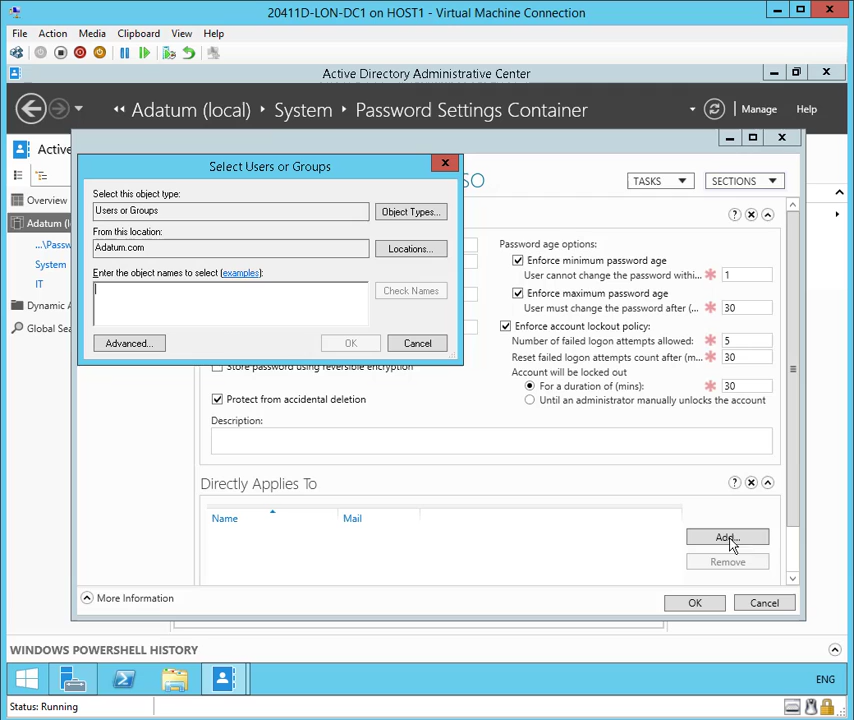 20411D-LON-DC1 on HOST1 - Virtual Machine Connection
File Action Media Clipboard View Help
Active Directory Administrative Center
Adatum (local) System Password Settings Container
Manage Help
Active
Select Users or Groups
SO
TASKS SECTIONS
Overview
Adatum (l
...\Passw
System
IT
Dynamic A
Global Sea
Select this object type:
Users or Groups
Object Types...
From this location:
Adatum.com
Locations...
Enter the object names to select (examples):
Check Names
Advanced...
OK
Cancel
Password age options:
Enforce minimum password age
User cannot change the password withi... * 1
Enforce maximum password age
User must change the password after (... * 30
Enforce account lockout policy:
Number of failed logon attempts allowed: * 5
Reset failed logon attempts count after (m... * 30
Account will be locked out
For a duration of (mins): * 30
Until an administrator manually unlocks the account
Store password using reversible encryption
Protect from accidental deletion
Description:
Directly Applies To
Name Mail
Add...
Remove
More Information
OK Cancel
WINDOWS POWERSHELL HISTORY
ENG
Status: Running